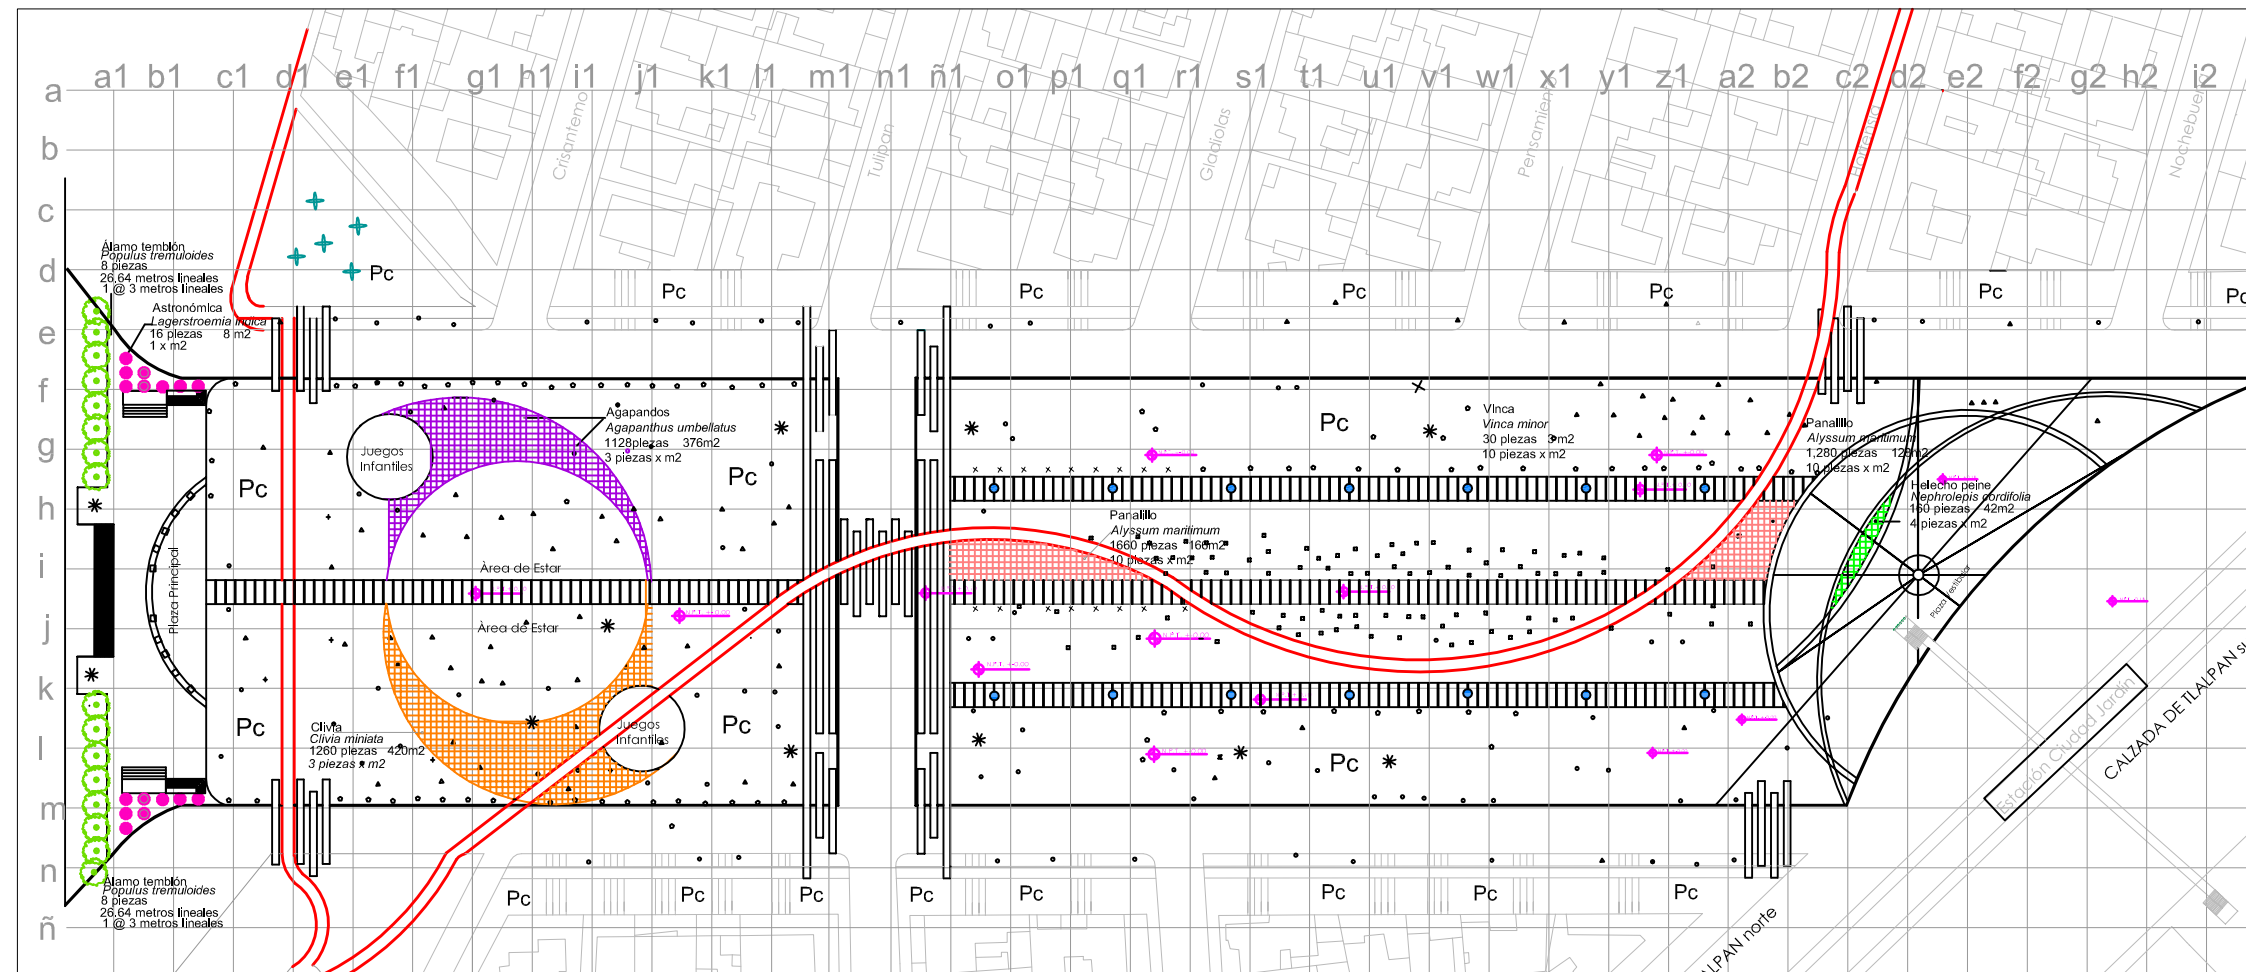 a1 b1 c1 d1 e1 f1 g1 h1 i1 j1 k1 l1 m1 n1 ñ1 o1 p1 q1 r1 s1 t1 u1 v1 w1 x1 y1 z1 a2 b2 c2 d2 e2 f2 g2 h2 i2
a
b
c
d
e
f
g
h
i
j
k
l
m
n
ñ
Crisantemo
Tulipan
Gladiolas
Pensamiento
Hortensia
Nochebuena
Álamo temblón
Populus tremuloides
8 piezas
26.64 metros lineales
1 @ 3 metros lineales
Astronómica
Lagerstroemia indica
16 piezas 8 m2
1 x m2
Pc
Pc
Pc
Pc
Pc
Pc
Pc
Agapandos
Agapanthus umbellatus
1128piezas 376m2
3 piezas x m2
Juegos
Infantiles
Pc
Pc
Pc
Vinca
Vinca minor
30 piezas 3m2
10 piezas x m2
Panalillo
Alyssum maritimum
1,280 piezas 128m2
10 piezas x m2
Helecho peine
Nephrolepis cordifolia
160 piezas 42m2
4 piezas x m2
Panalillo
Alyssum maritimum
1660 piezas 166m2
10 piezas x m2
Plaza Principal
Àrea de Estar
Àrea de Estar
Plaza Vestibular
Clivia
Clivia miniata
1260 piezas 420m2
3 piezas x m2
Juegos
Infantiles
Pc
Pc
Pc
Estación Ciudad Jardín
CALZADA DE TLALPAN su
ALPAN norte
Álamo temblón
Populus tremuloides
8 piezas
26.64 metros lineales
1 @ 3 metros lineales
Pc
Pc
Pc
Pc
Pc
Pc
Pc
Pc